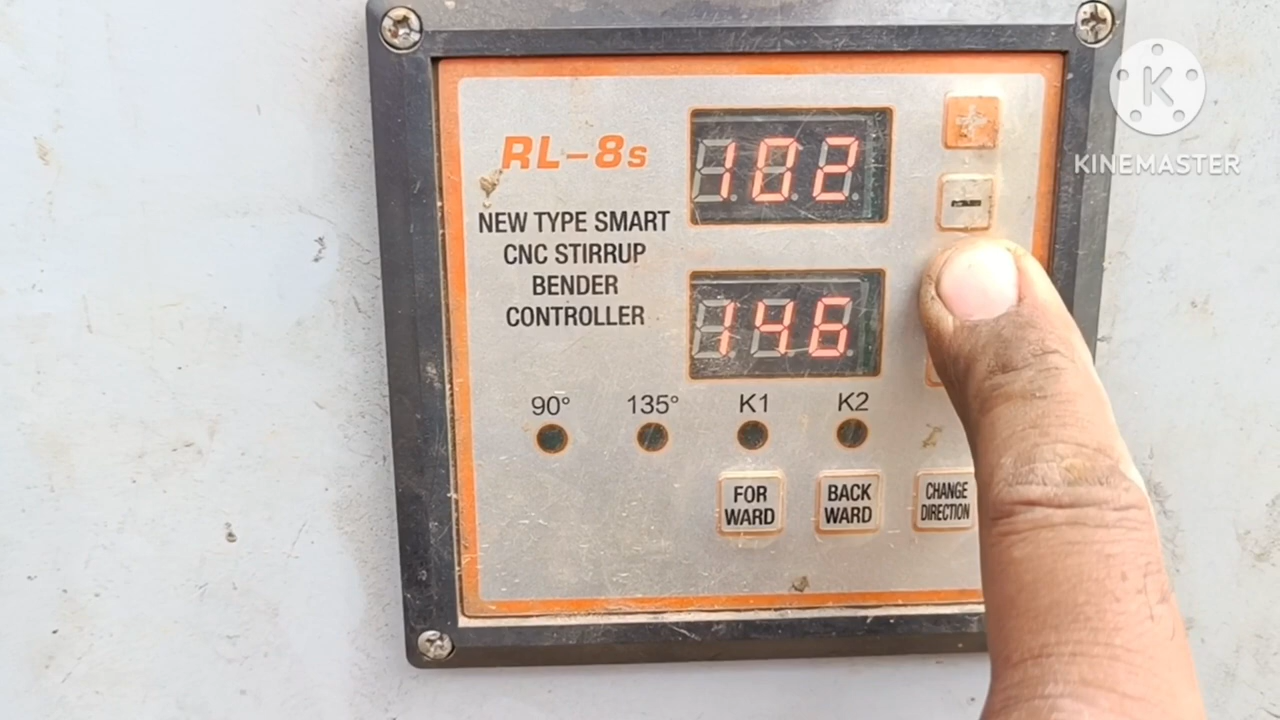 RL-8s
NEW TYPE SMART
CNC STIRRUP
BENDER
CONTROLLER
102
146
+
-
90° 135° K1 K2
FOR
WARD
BACK
WARD
CHANGE
DIRECTION
K
KINEMASTER